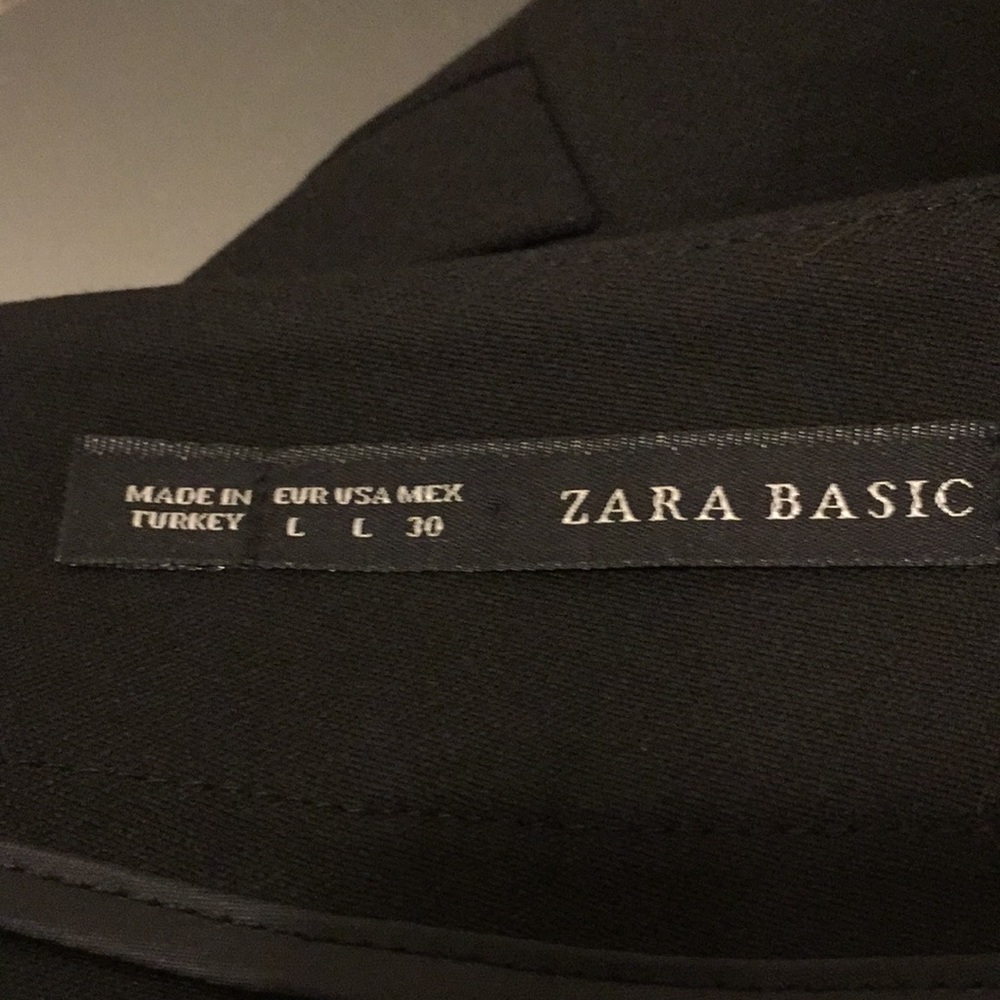 MADE IN
TURKEY
EUR USA MEX
L L 30
ZARA BASIC